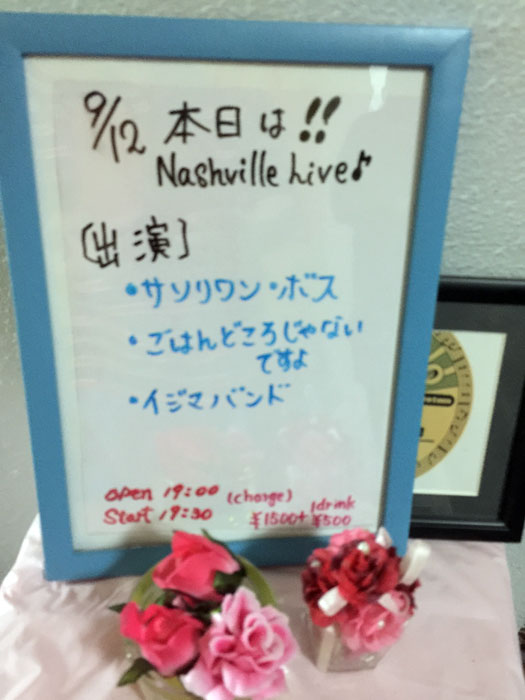 9/12 本日は!!
Nashville Live♪
〔出演〕
・サソリワン・ボス
・ごはんどころじゃない
ですよ
・イジマバンド
open 19:00
Start 19:30
(charge)
¥1500+
1drink
¥500